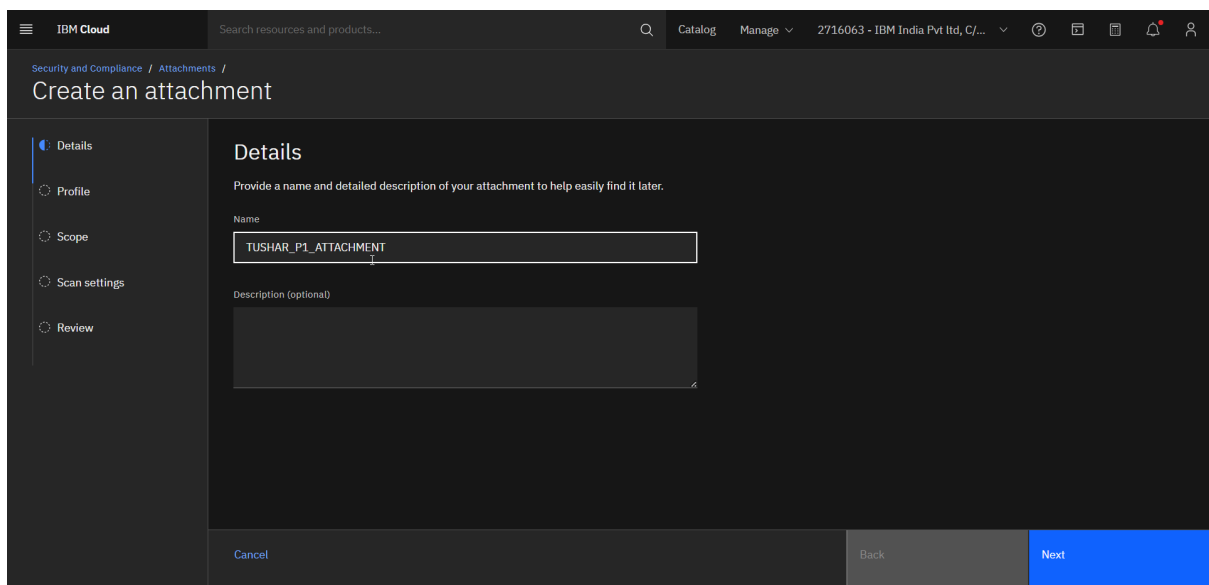 IBM Cloud
Search resources and products...
Catalog
Manage
2716063 - IBM India Pvt ltd, C/...
Security and Compliance / Attachments /
Create an attachment
Details
Profile
Scope
Scan settings
Review
Details
Provide a name and detailed description of your attachment to help easily find it later.
Name
TUSHAR_P1_ATTACHMENT
Description (optional)
Cancel
Back
Next